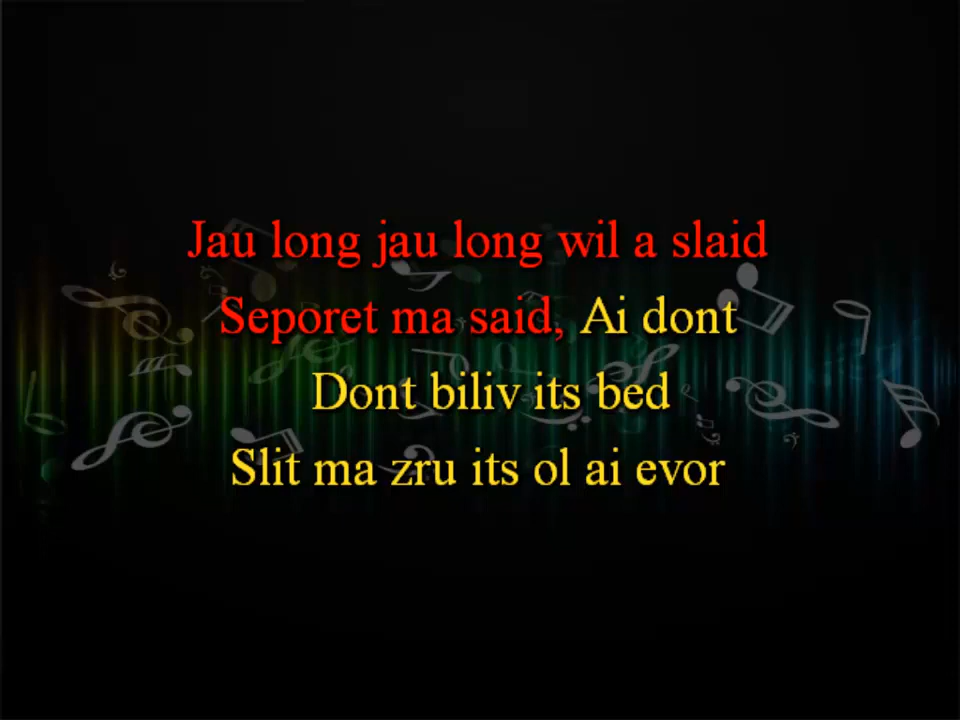 Jau long jau long wil a slaid
Seporet ma said, Ai dont
Dont biliv its bed
Slit ma zru its ol ai evor